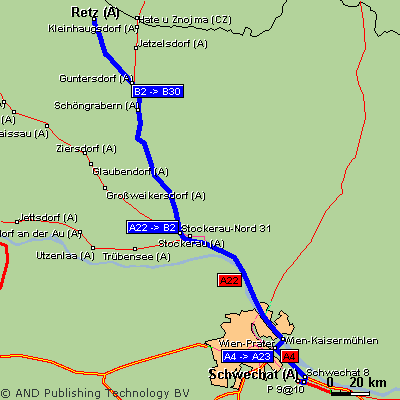 Retz (A)
Hate u Znojma (CZ)
Kleinhaugsdorf (A)
Jetzelsdorf (A)
Guntersdorf (A)
B2 -> B30
Schöngrabern (A)
aissau (A)
Ziersdorf (A)
Glaubendorf (A)
Großweikersdorf (A)
Jettsdorf (A)
A22 -> B2
Stockerau-Nord 31
dorf an der Au (A)
Stockerau (A)
Utzenlaa (A)
Trübensee (A)
A22
Wien-Kaisermühlen
Wien-Prater
A4 -> A23
A4
Schwechat 8
Schwechat (A)
P 9@10
0 20 km
© AND Publishing Technology BV